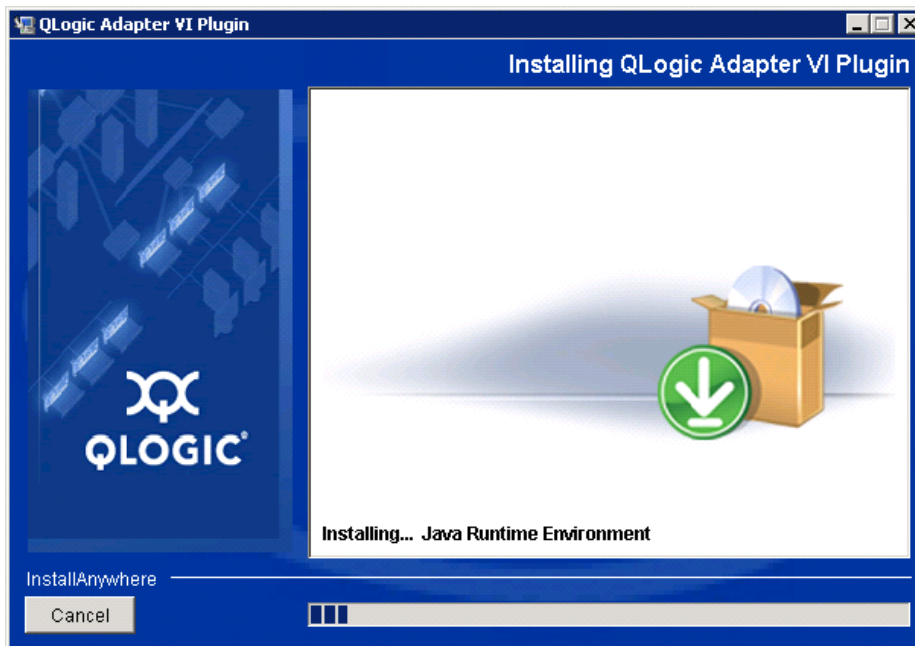 QLogic Adapter VI Plugin
Installing QLogic Adapter VI Plugin
QLOGIC®
Installing... Java Runtime Environment
InstallAnywhere
Cancel